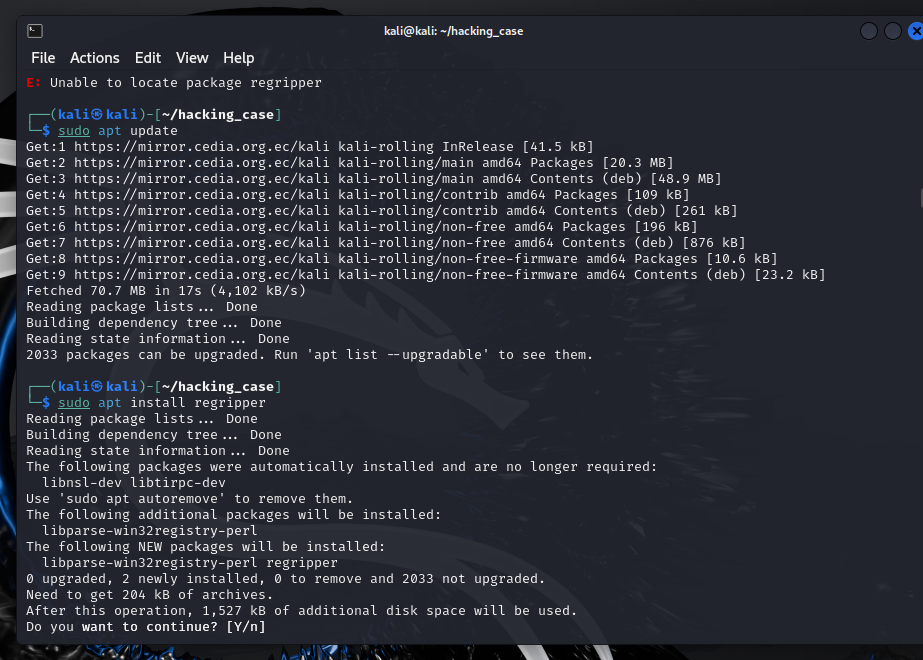 kali@kali: ~/hacking_case
File Actions Edit View Help
E: Unable to locate package regripper
┌──(kali㉿kali)-[~/hacking_case]
└─$ sudo apt update
Get:1 https://mirror.cedia.org.ec/kali kali-rolling InRelease [41.5 kB]
Get:2 https://mirror.cedia.org.ec/kali kali-rolling/main amd64 Packages [20.3 MB]
Get:3 https://mirror.cedia.org.ec/kali kali-rolling/main amd64 Contents (deb) [48.9 MB]
Get:4 https://mirror.cedia.org.ec/kali kali-rolling/contrib amd64 Packages [109 kB]
Get:5 https://mirror.cedia.org.ec/kali kali-rolling/contrib amd64 Contents (deb) [261 kB]
Get:6 https://mirror.cedia.org.ec/kali kali-rolling/non-free amd64 Packages [196 kB]
Get:7 https://mirror.cedia.org.ec/kali kali-rolling/non-free amd64 Contents (deb) [876 kB]
Get:8 https://mirror.cedia.org.ec/kali kali-rolling/non-free-firmware amd64 Packages [10.6 kB]
Get:9 https://mirror.cedia.org.ec/kali kali-rolling/non-free-firmware amd64 Contents (deb) [23.2 kB]
Fetched 70.7 MB in 17s (4,102 kB/s)
Reading package lists... Done
Building dependency tree... Done
Reading state information... Done
2033 packages can be upgraded. Run 'apt list --upgradable' to see them.
┌──(kali㉿kali)-[~/hacking_case]
└─$ sudo apt install regripper
Reading package lists... Done
Building dependency tree... Done
Reading state information... Done
The following packages were automatically installed and are no longer required:
libnsl-dev libtirpc-dev
Use 'sudo apt autoremove' to remove them.
The following additional packages will be installed:
libparse-win32registry-perl
The following NEW packages will be installed:
libparse-win32registry-perl regripper
0 upgraded, 2 newly installed, 0 to remove and 2033 not upgraded.
Need to get 204 kB of archives.
After this operation, 1,527 kB of additional disk space will be used.
Do you want to continue? [Y/n]